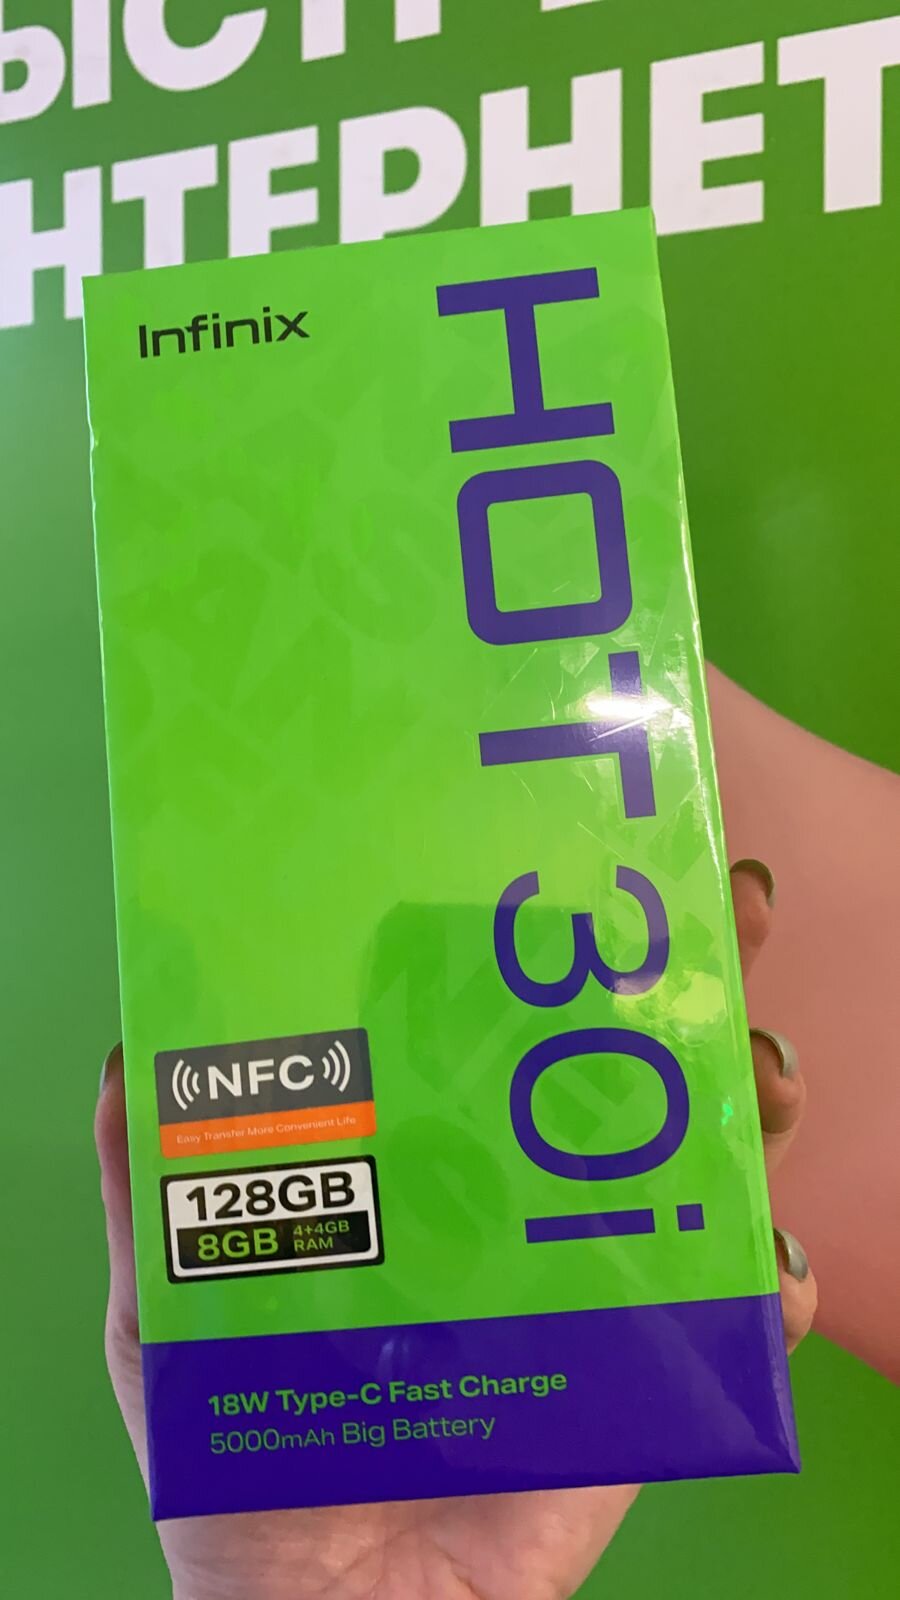 НТЕРНЕТ
Infinix
HOT 30i
NFC
Easy Transfer More Convenient Life
128GB
8GB 4+4GB
RAM
18W Type-C Fast Charge
5000mAh Big Battery